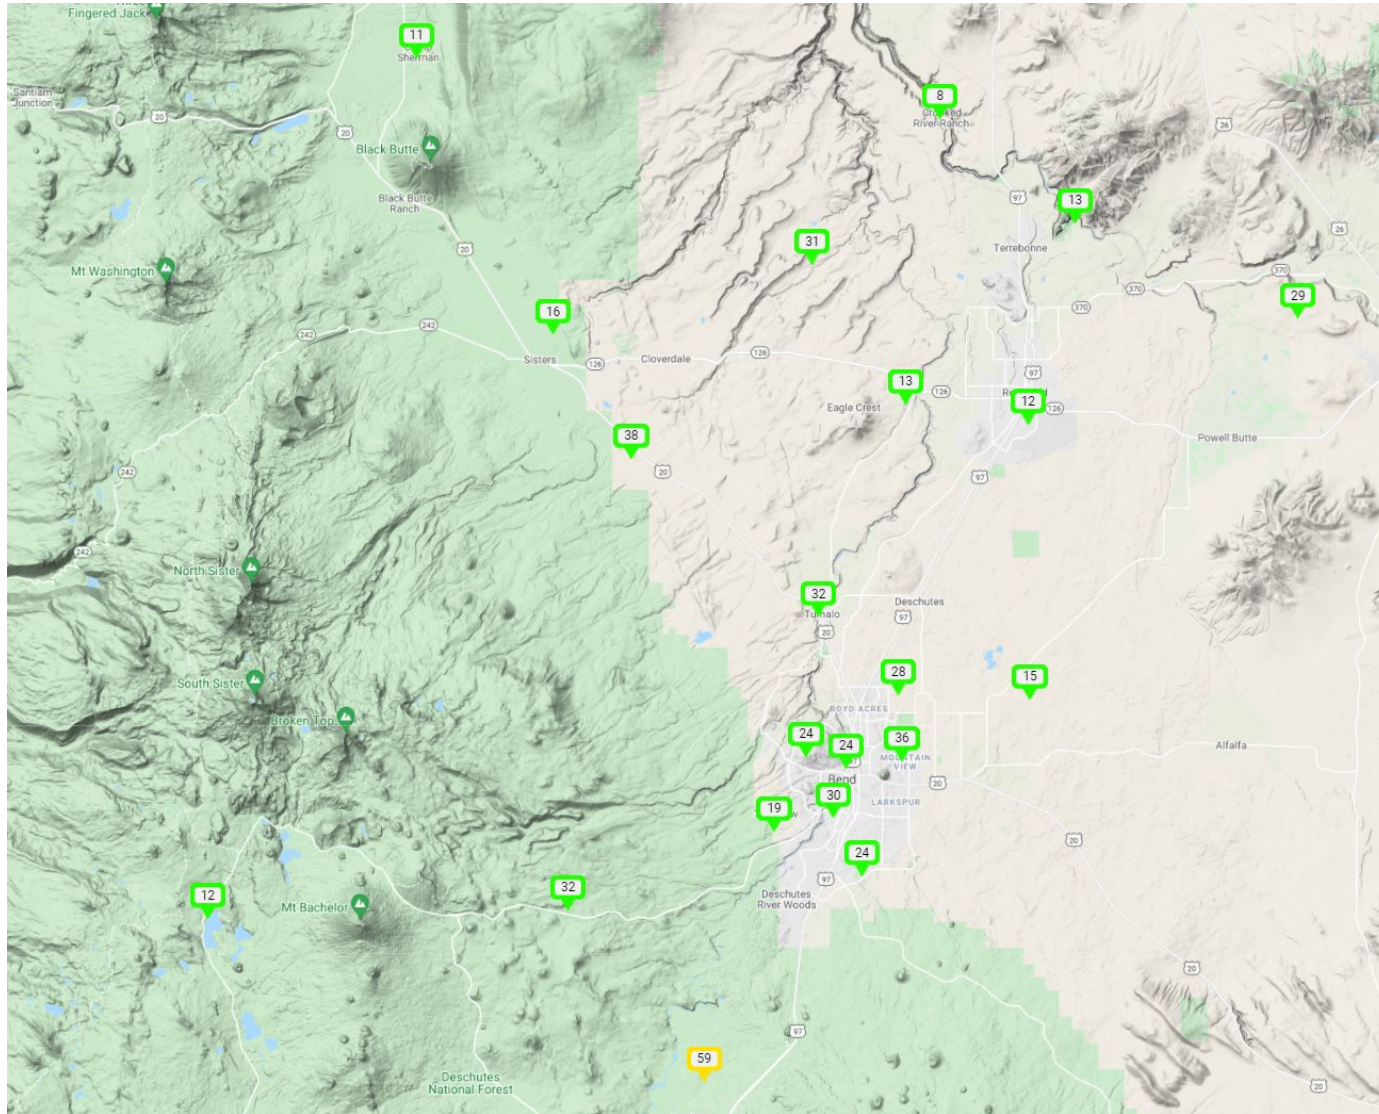 Fingered Jack
11
Sherman
Santiam
Junction
20
20
Black Butte
Black Butte
Ranch
20
8
Crooked
River Ranch
26
97
13
Terrebonne
26
Mt Washington
31
370
370
370
29
242
242
16
Sisters
126
Cloverdale
126
97
13
126
Eagle Crest
12
126
38
20
Powell Butte
97
242
242
North Sister
32
Tumalo
Deschutes
97
20
South Sister
28
15
BOYD ACRES
Broken Top
24
24
97
36
MOUNTAIN
VIEW
Alfalfa
Bend
20
30
LARKSPUR
19
20
24
97
32
12
Mt Bachelor
Deschutes
River Woods
20
97
59
Deschutes
National Forest
20